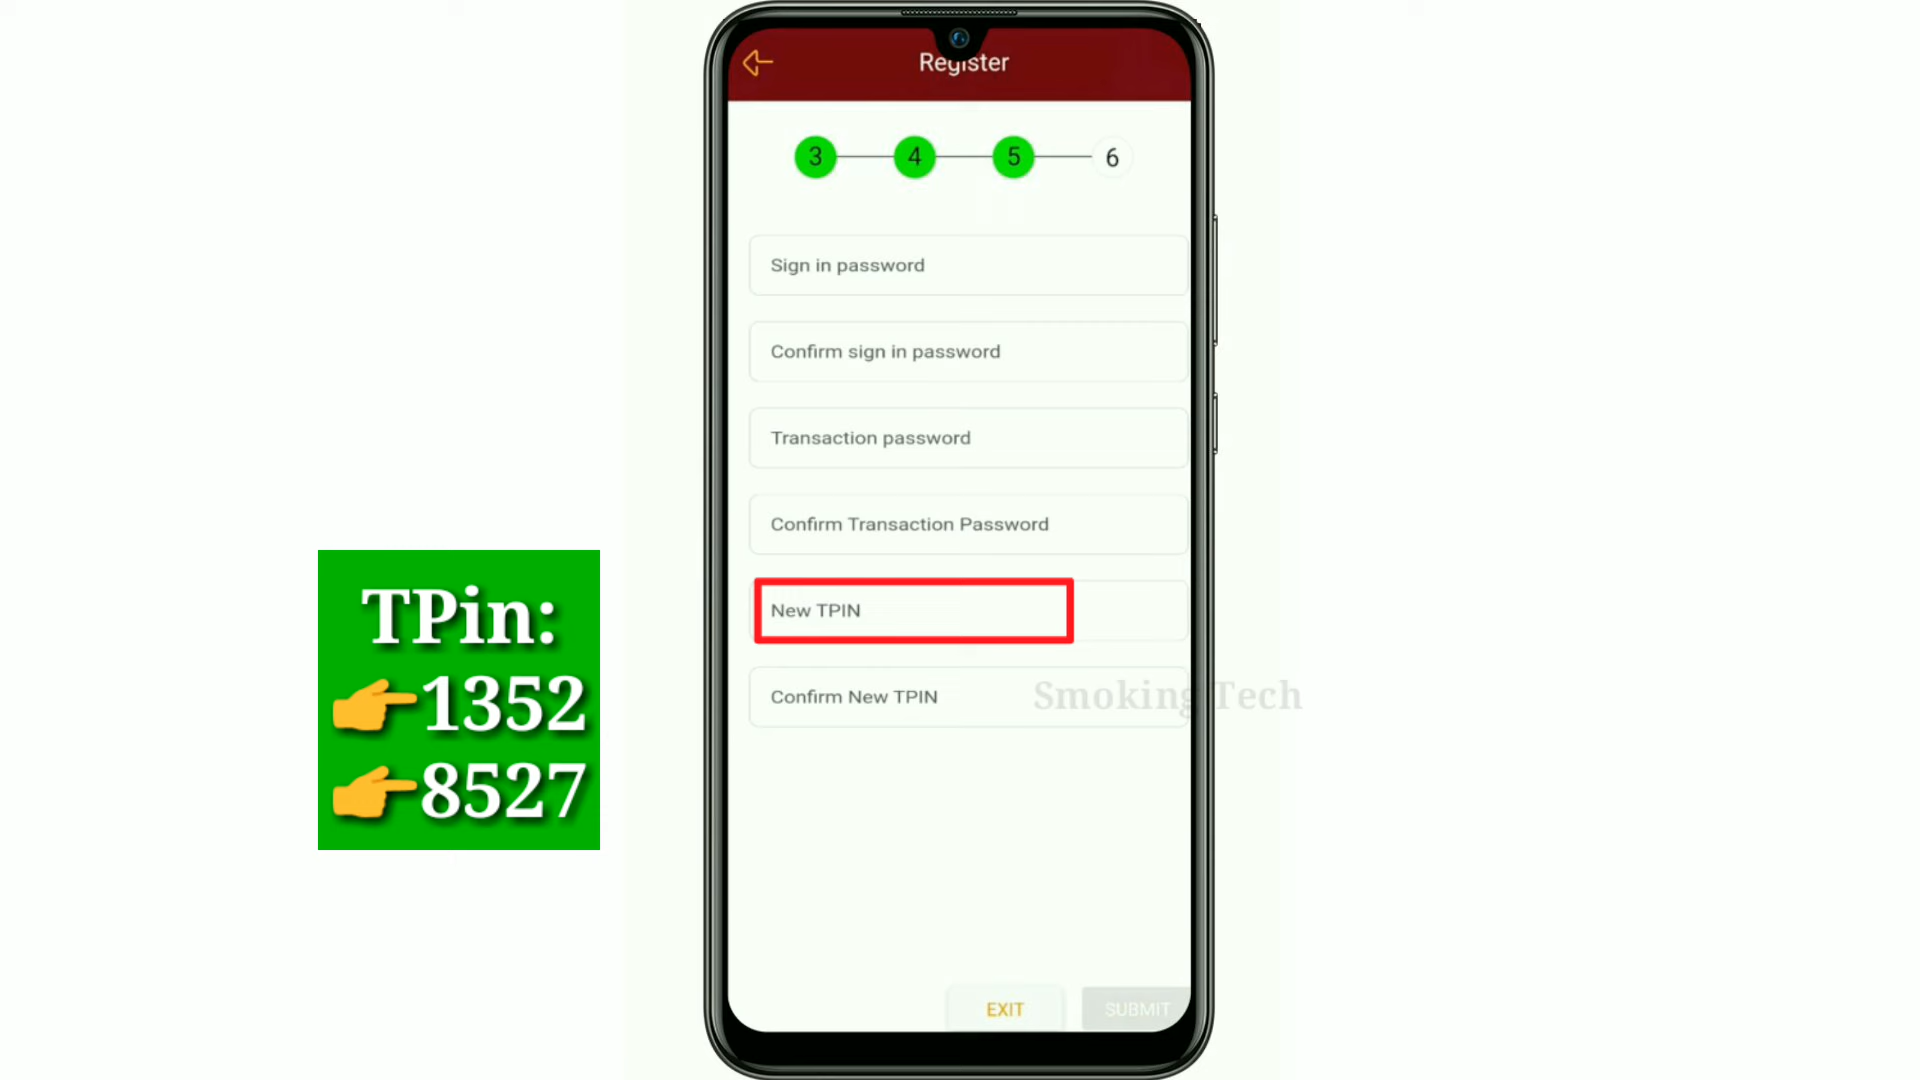 Register
3
4
5
6
Sign in password
Confirm sign in password
Transaction password
Confirm Transaction Password
New TPIN
Confirm New TPIN
Smoking Tech
EXIT
SUBMIT
TPin:
👉1352
👉8527